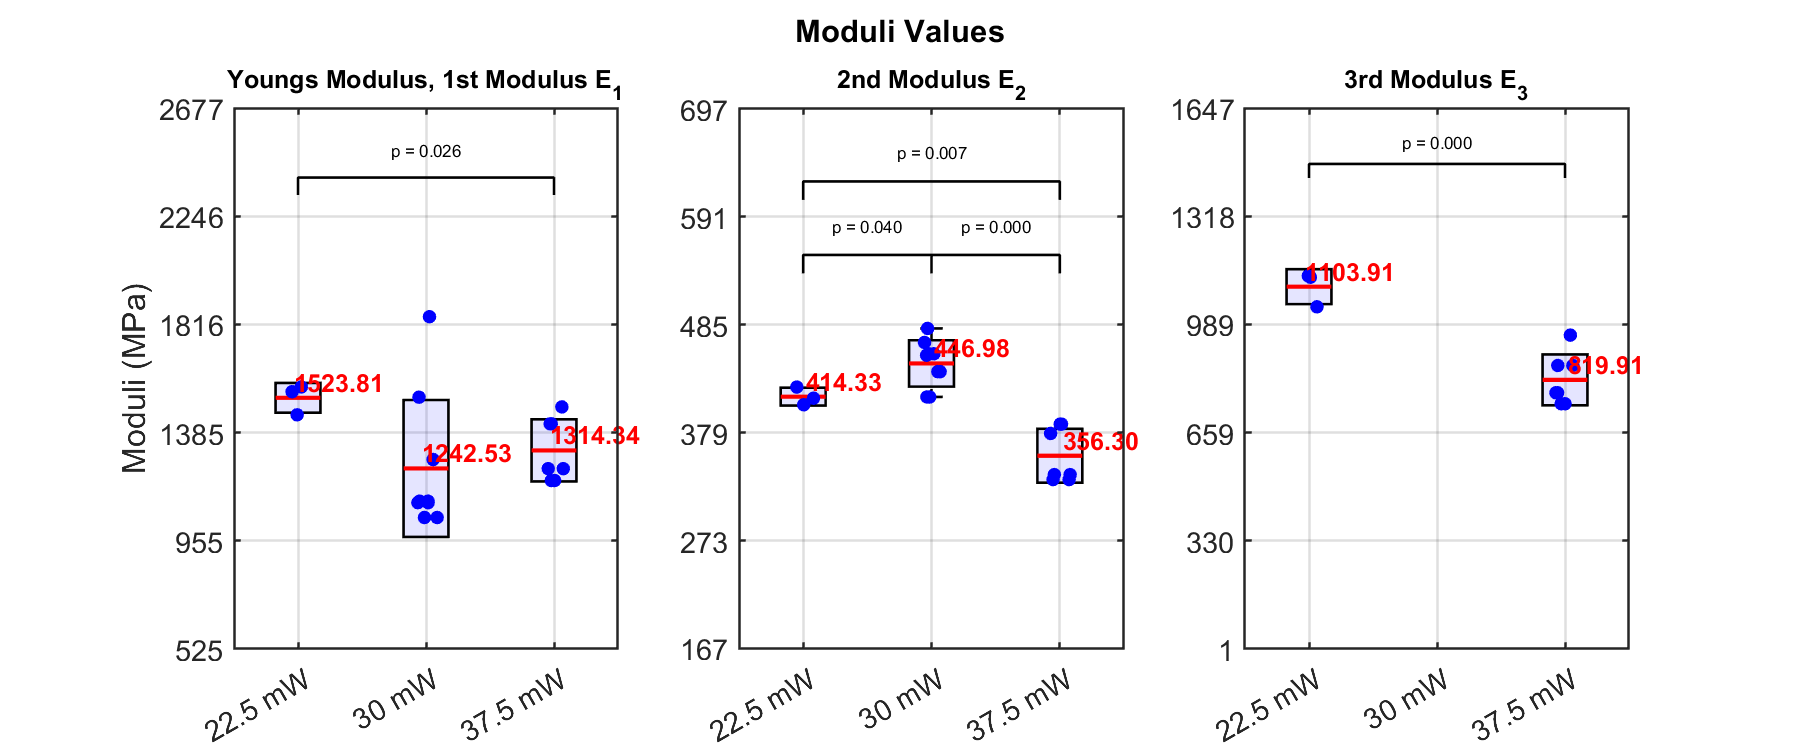 Moduli Values
Youngs Modulus, 1st Modulus E1
2677
2246
1816
1385
955
525
Moduli (MPa)
p = 0.026
1523.81
1242.53
1314.34
22.5 mW
30 mW
37.5 mW
2nd Modulus E2
697
591
485
379
273
167
p = 0.007
p = 0.040
p = 0.000
414.33
446.98
356.30
22.5 mW
30 mW
37.5 mW
3rd Modulus E3
1647
1318
989
659
330
1
p = 0.000
1103.91
819.91
22.5 mW
30 mW
37.5 mW